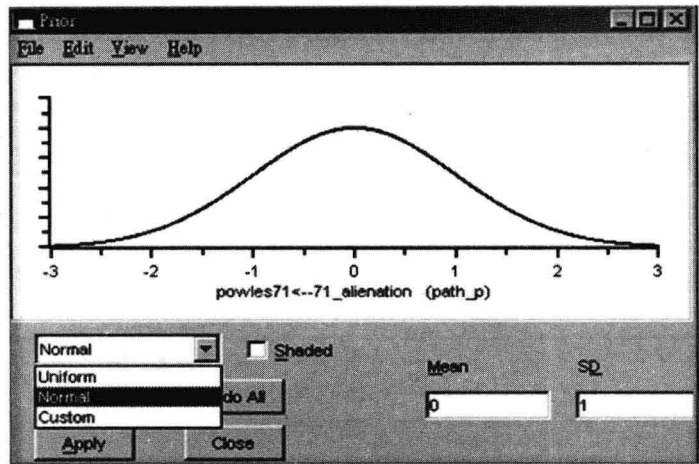 Prior
File Edit View Help
-3 -2 -1 0 1 2 3
powles71<--71_alienation (path_p)
Normal
Shaded
Uniform
Normal
Custom
do All
Apply
Close
Mean
SD
0
1